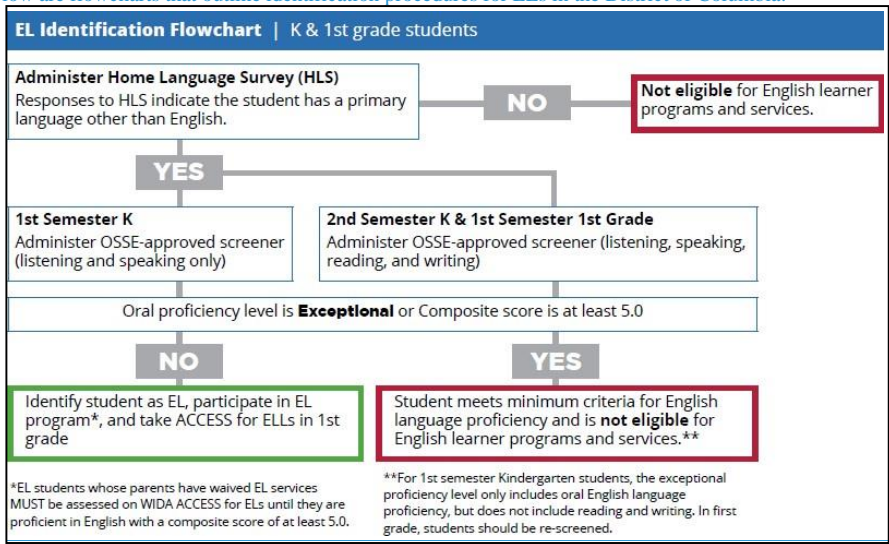 EL Identification Flowchart | K & 1st grade students
Administer Home Language Survey (HLS)
Responses to HLS indicate the student has a primary
language other than English.
NO
Not eligible for English learner
programs and services.
YES
1st Semester K
Administer OSSE-approved screener
(listening and speaking only)
2nd Semester K & 1st Semester 1st Grade
Administer OSSE-approved screener (listening, speaking,
reading, and writing)
Oral proficiency level is Exceptional or Composite score is at least 5.0
NO
YES
Identify student as EL, participate in EL
program*, and take ACCESS for ELLs in 1st
grade
Student meets minimum criteria for English
language proficiency and is not eligible for
English learner programs and services.**
*EL students whose parents have waived EL services
MUST be assessed on WIDA ACCESS for ELs until they are
proficient in English with a composite score of at least 5.0.
**For 1st semester Kindergarten students, the exceptional
proficiency level only includes oral English language
proficiency, but does not include reading and writing. In first
grade, students should be re-screened.